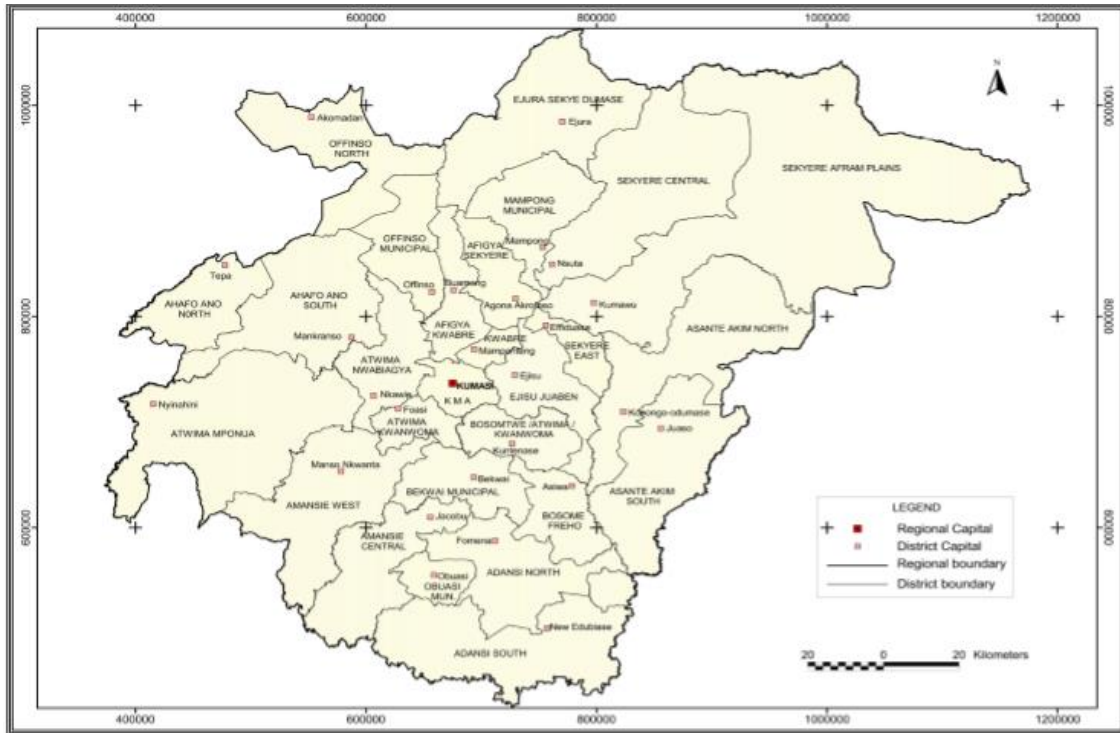 400000 600000 800000 1000000 1200000
1000000
1000000
EJURA SEKYE DUMASE
Akomadan
Ejura
N
OFFINSO
NORTH
SEKYERE CENTRAL
SEKYERE AFRAM PLAINS
MAMPONG
MUNICIPAL
OFFINSO
MUNICIPAL
AFIGYA
SEKYERE
Mampong
Nsuta
Tepa
AHAFO ANO
SOUTH
Offinso
AHAFO ANO
NORTH
Kumawu
800000
800000
Effiduase
ASANTE AKIM NORTH
Mankranso
AFIGYA
KWABRE
KWABRE
Mamponteng
SEKYERE
EAST
ATWIMA
NWABIAGYA
Ejisu
KUMASI
K M A
EJISU JUABEN
Nkawie
Foasi
Nyinahini
ATWIMA
KWANWOMA
BOSOMTWE /ATWIMA /
KWANWOMA
Konongo-odumase
Juaso
ATWIMA MPONUA
Kuntenase
Manso Nkwanta
Bekwai
BEKWAI MUNICIPAL
Asiwa
AMANSIE WEST
ASANTE AKIM
SOUTH
BOSOME
FREHO
Jacobu
600000
600000
AMANSIE
CENTRAL
Fomena
ADANSI NORTH
Obuasi
OBUASI
MUN.
New Edubiase
ADANSI SOUTH
LEGEND
Regional Capital
District Capital
Regional boundary
District boundary
20 0 20 Kilometers
400000 600000 800000 1000000 1200000